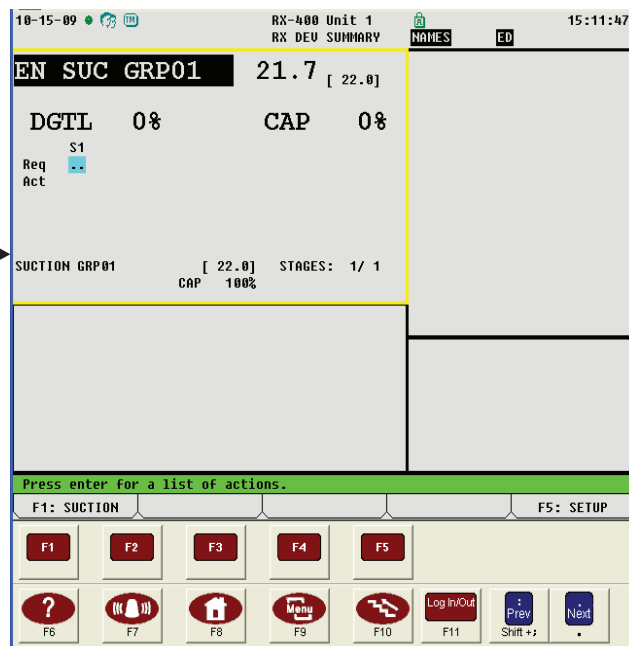 10-15-09 RX-400 Unit 1 15:11:47
RX DEV SUMMARY NAMES ED
EN SUC GRP01 21.7 [ 22.0]
DGTL 0% CAP 0%
S1
Req ..
Act
SUCTION GRP01 [ 22.0] STAGES: 1/ 1
CAP 100%
Press enter for a list of actions.
F1: SUCTION F5: SETUP
F1 F2 F3 F4 F5
? Menu Log In/Out : Prev . Next
F6 F7 F8 F9 F10 F11 Shift +; .